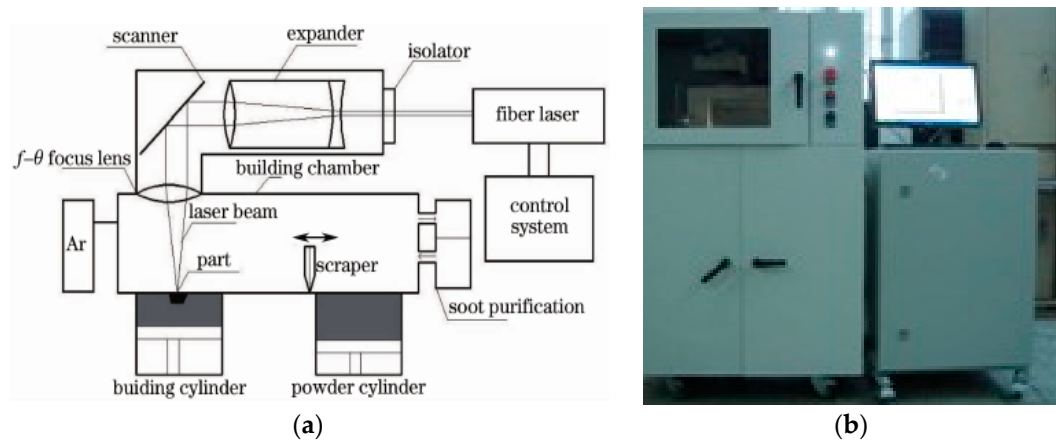 scanner
expander
isolator
fiber laser
f–θ focus lens
building chamber
laser beam
control
system
Ar
part
scraper
soot purification
buiding cylinder
powder cylinder
(a)
(b)